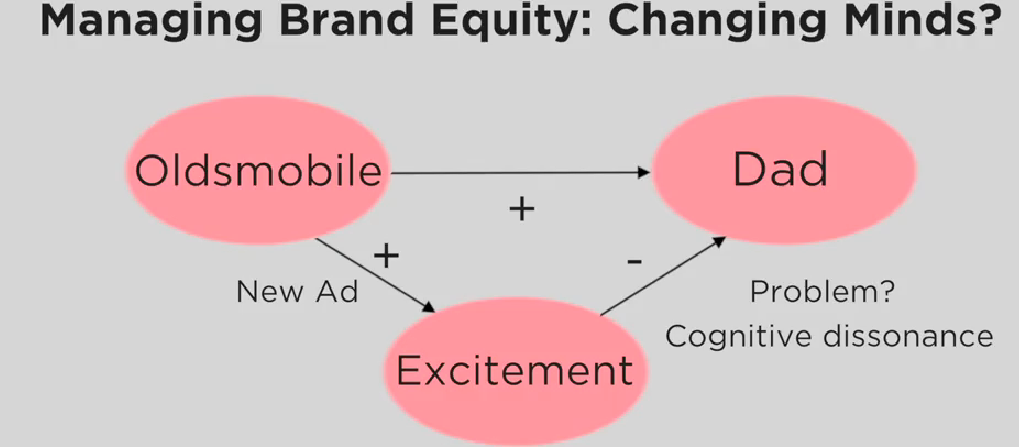 Managing Brand Equity: Changing Minds?
Oldsmobile
Dad
+
+
-
New Ad
Problem?
Cognitive dissonance
Excitement